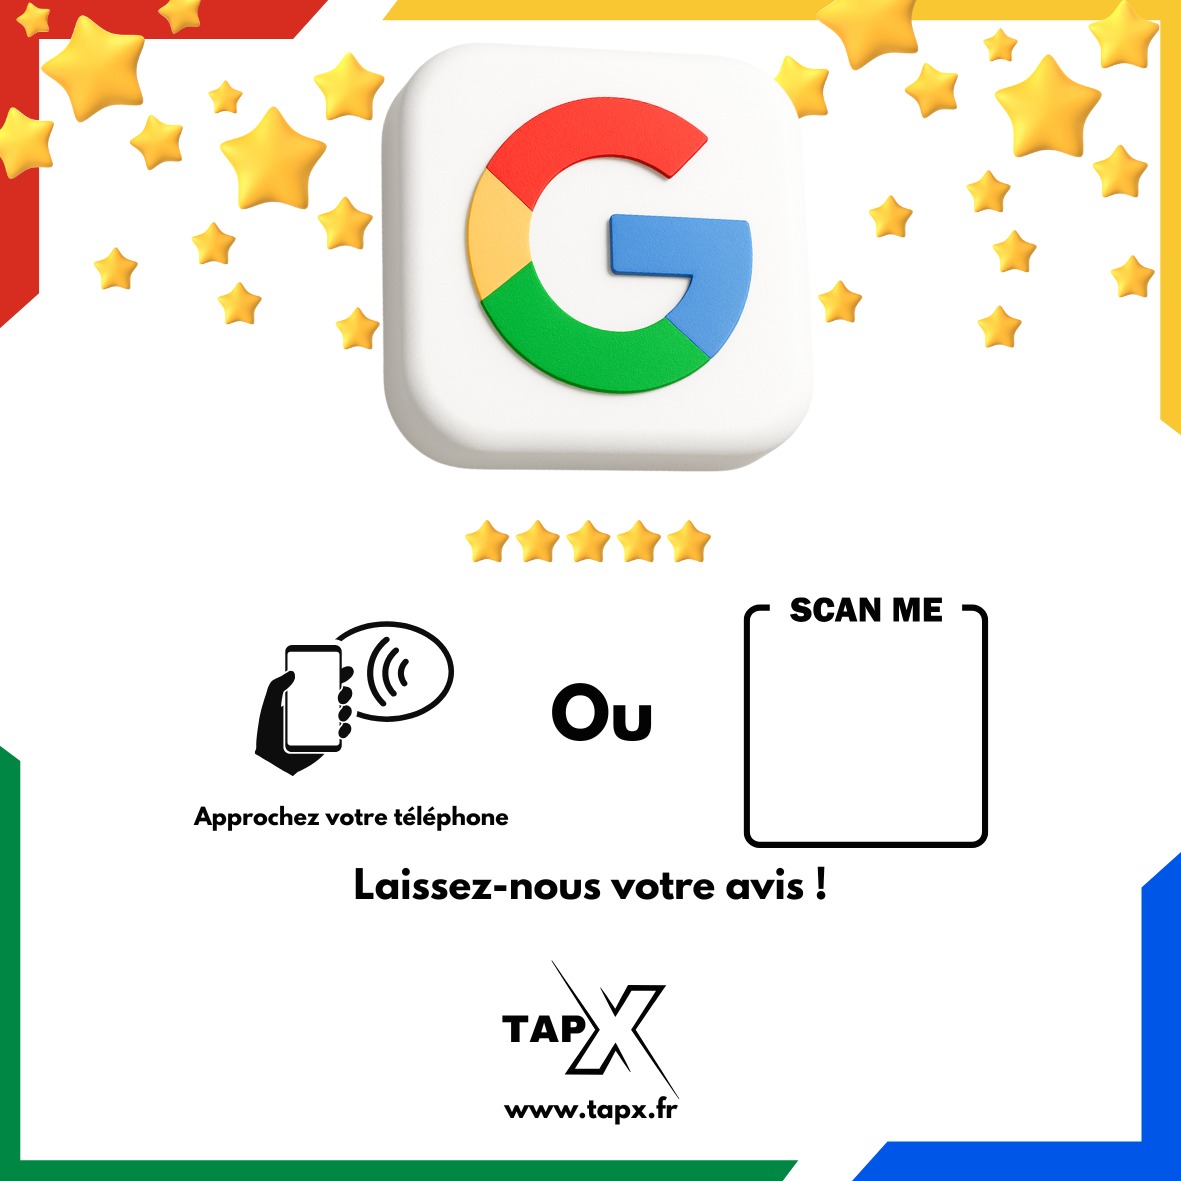 SCAN ME
Ou
Approchez votre téléphone
Laissez-nous votre avis !
TAPX
www.tapx.fr